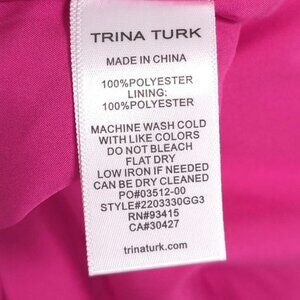 TRINA TURK
MADE IN CHINA
100%POLYESTER
LINING:
100%POLYESTER
MACHINE WASH COLD
WITH LIKE COLORS
DO NOT BLEACH
FLAT DRY
LOW IRON IF NEEDED
CAN BE DRY CLEANED
PO#03512-00
STYLE#2203330GG3
RN#93415
CA#30427
trinaturk.com